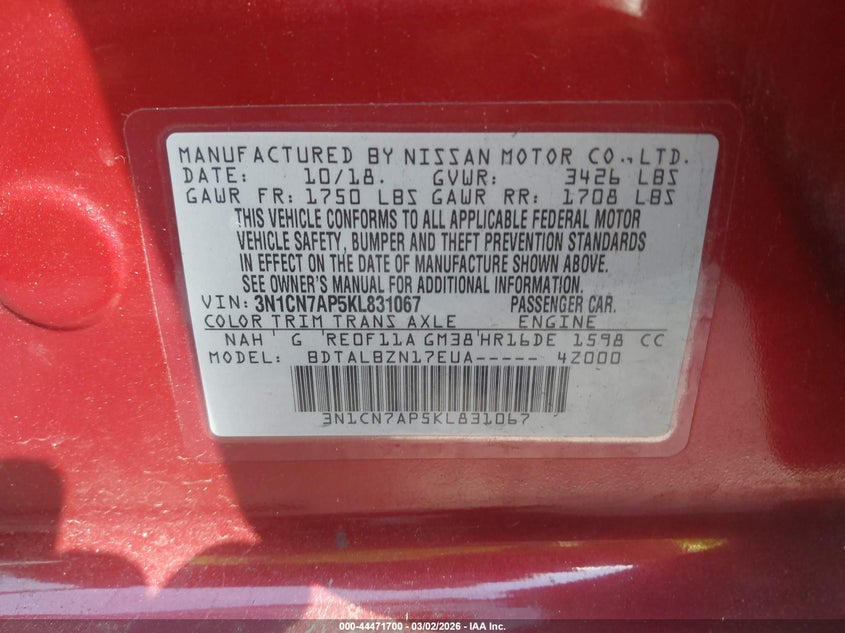 MANUFACTURED BY NISSAN MOTOR CO., LTD.
DATE: 10/18. GVWR: 3426 LBS
GAWR FR: 1750 LBS GAWR RR: 1708 LBS
THIS VEHICLE CONFORMS TO ALL APPLICABLE FEDERAL MOTOR
VEHICLE SAFETY, BUMPER AND THEFT PREVENTION STANDARDS
IN EFFECT ON THE DATE OF MANUFACTURE SHOWN ABOVE.
SEE OWNER'S MANUAL FOR ADDITIONAL INFORMATION.
VIN: 3N1CN7AP5KL831067 PASSENGER CAR.
COLOR TRIM TRANS AXLE ENGINE
NAH G RE0F11A GM38 HR16DE 1598 CC
MODEL: BDTALBZN17EUA----- 4Z000
3N1CN7AP5KL831067
000-44471700 - 03/02/2026 - IAA Inc.